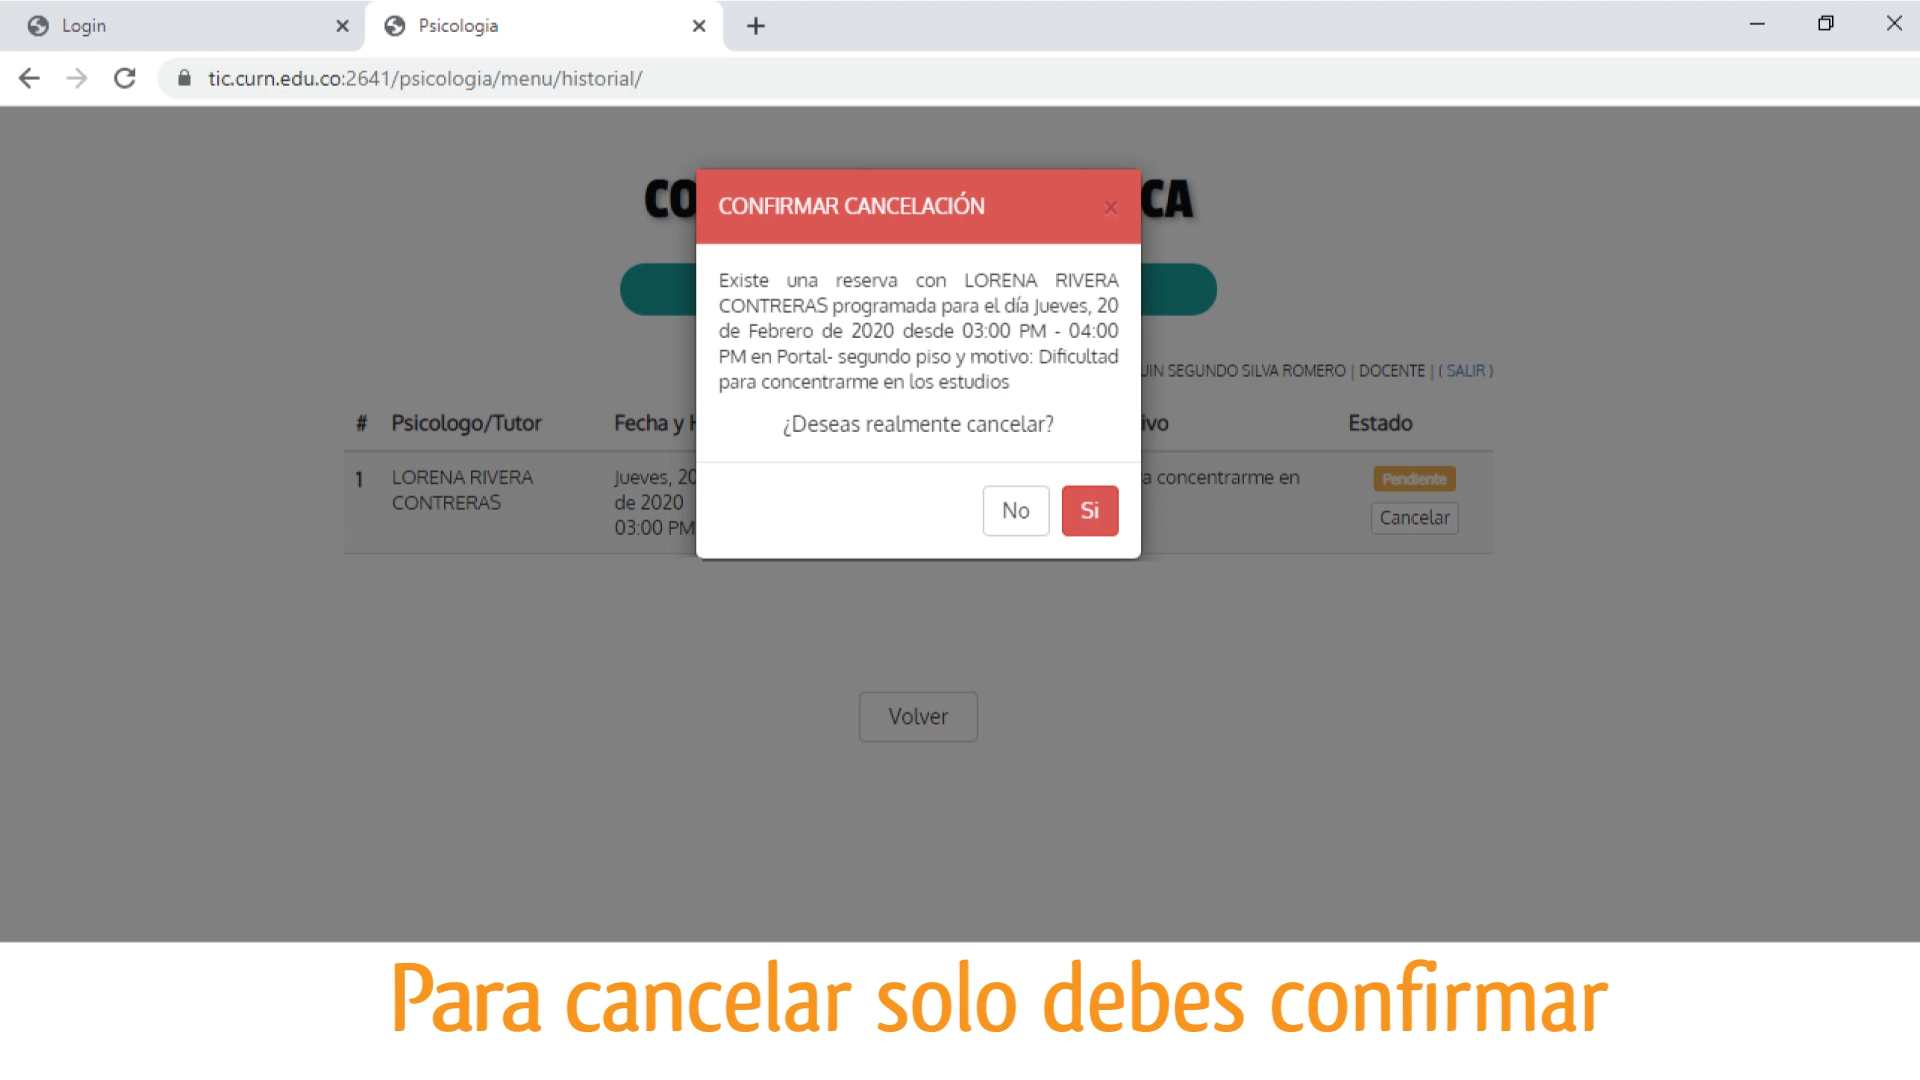 Login
Psicologia
tic.curn.edu.co:2641/psicologia/menu/historial/
CO
CA
CONFIRMAR CANCELACIÓN
×
Existe una reserva con LORENA RIVERA
CONTRERAS programada para el día Jueves, 20
de Febrero de 2020 desde 03:00 PM - 04:00
PM en Portal- segundo piso y motivo: Dificultad
para concentrarme en los estudios
¿Deseas realmente cancelar?
No Si
SEGUNDO SILVA ROMERO | DOCENTE | ( SALIR )
# Psicologo/Tutor Fecha y ivo Estado
1 LORENA RIVERA Jueves, 20 a concentrarme en Pendiente
CONTRERAS de 2020 Cancelar
03:00 PM
Volver
Para cancelar solo debes confirmar